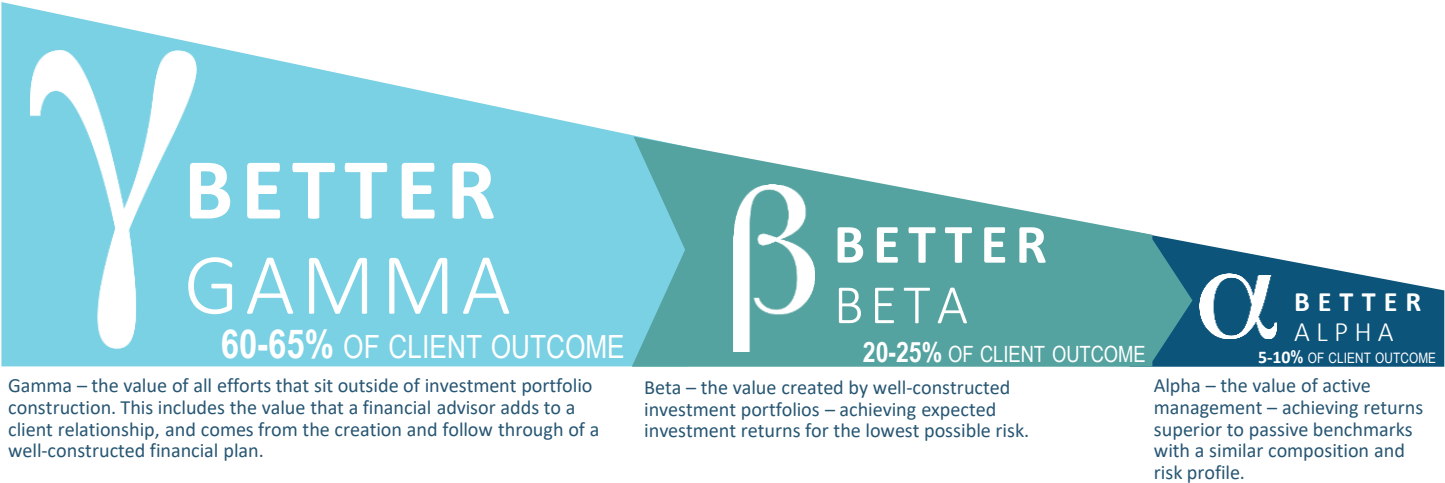 γ
BETTER
GAMMA
60-65% OF CLIENT OUTCOME
Gamma – the value of all efforts that sit outside of investment portfolio
construction. This includes the value that a financial advisor adds to a
client relationship, and comes from the creation and follow through of a
well-constructed financial plan.
β
BETTER
BETA
20-25% OF CLIENT OUTCOME
Beta – the value created by well-constructed
investment portfolios – achieving expected
investment returns for the lowest possible risk.
α
BETTER
ALPHA
5-10% OF CLIENT OUTCOME
Alpha – the value of active
management – achieving returns
superior to passive benchmarks
with a similar composition and
risk profile.